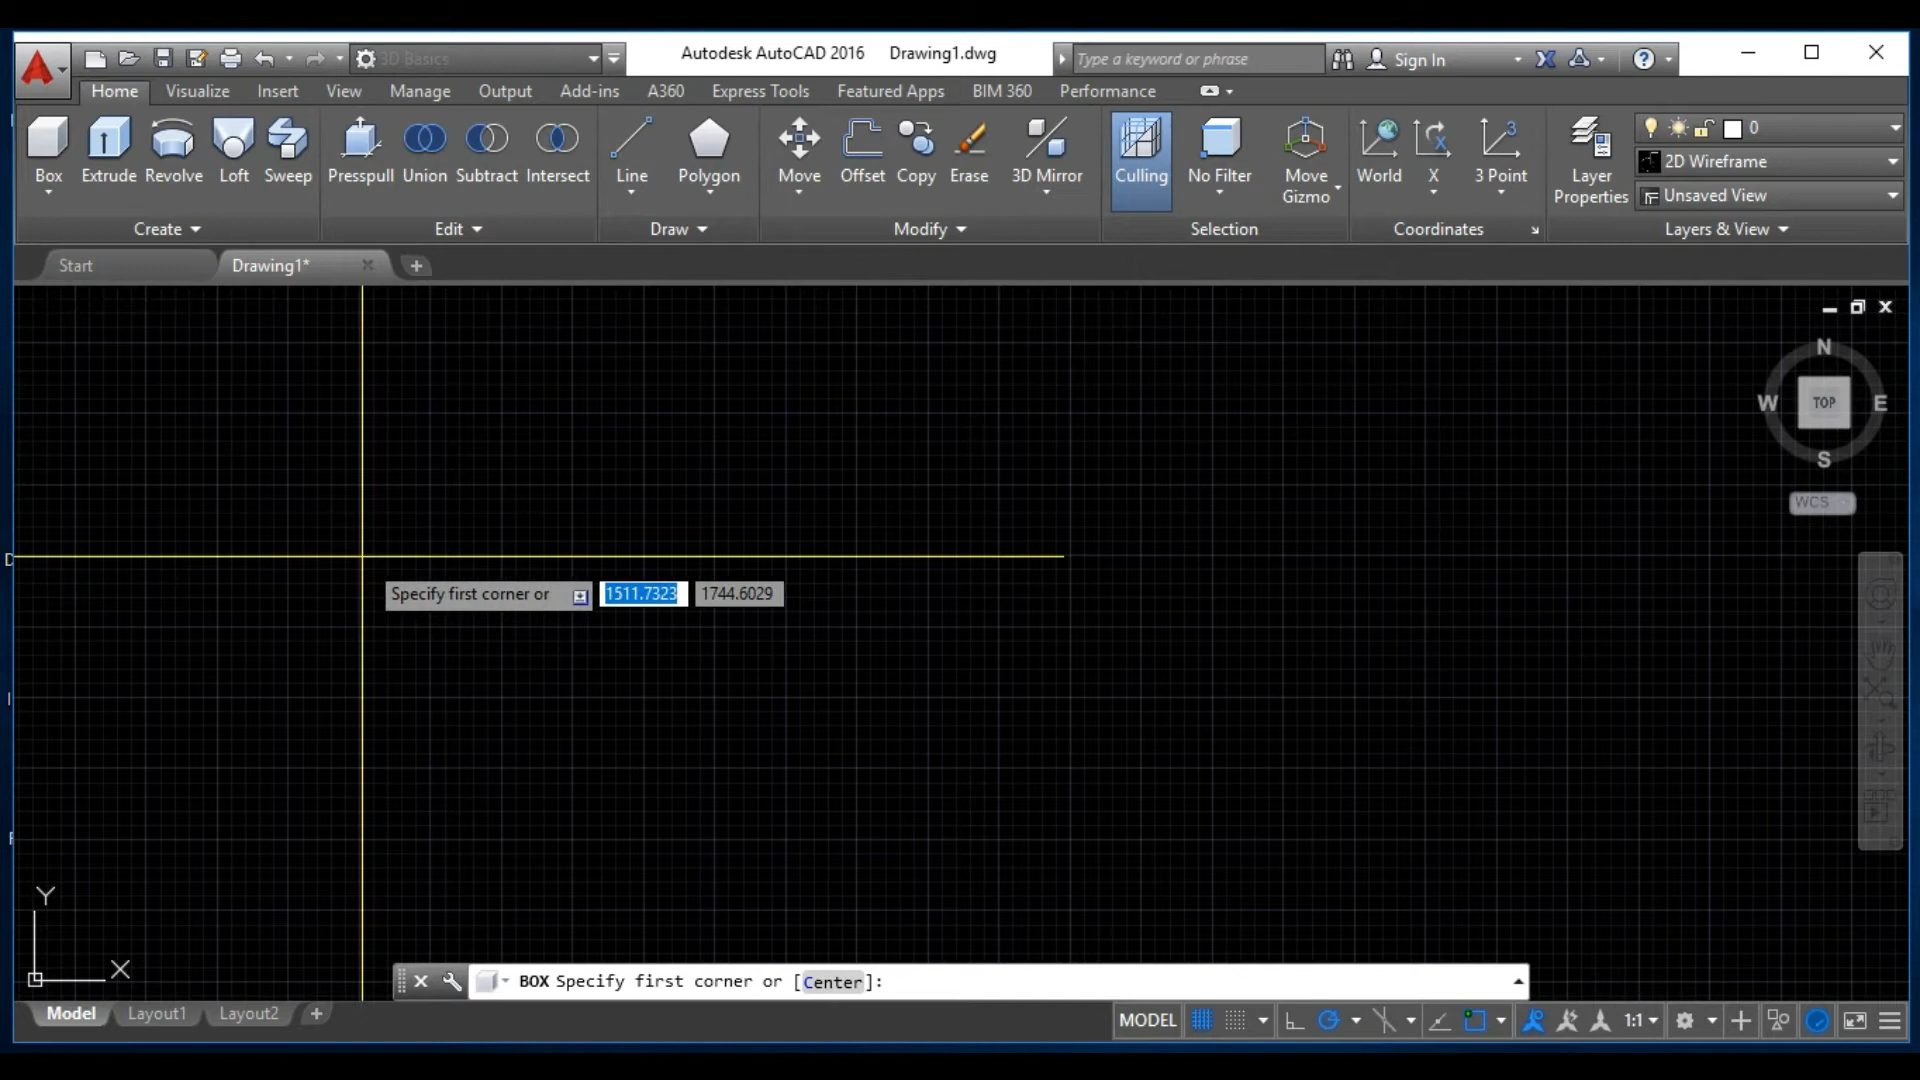 3D Basics
Autodesk AutoCAD 2016 Drawing1.dwg
Type a keyword or phrase
Sign In
Home Visualize Insert View Manage Output Add-ins A360 Express Tools Featured Apps BIM 360 Performance
Box Extrude Revolve Loft Sweep Presspull Union Subtract Intersect Line Polygon Move Offset Copy Erase 3D Mirror Culling No Filter Move Gizmo World X 3 Point Layer Properties
0
2D Wireframe
Unsaved View
Create Edit Draw Modify Selection Coordinates Layers & View
Start Drawing1*
N
W TOP E
S
WCS
Specify first corner or 1511.7323 1744.6029
Y
X
BOX Specify first corner or [Center]:
Model Layout1 Layout2
MODEL 1:1